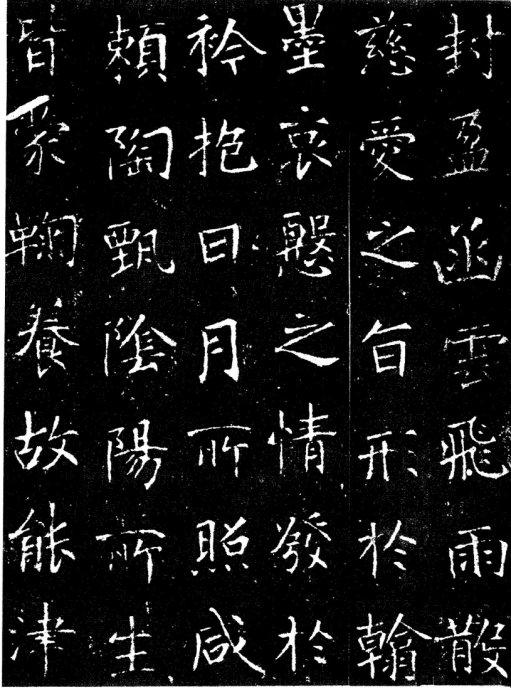 封盈函雲飛雨散
慈愛之旨形於翰
墨哀懇之情發於
衿抱日月所照咸
賴陶甄陰陽所生
皆蒙鞠養故能津